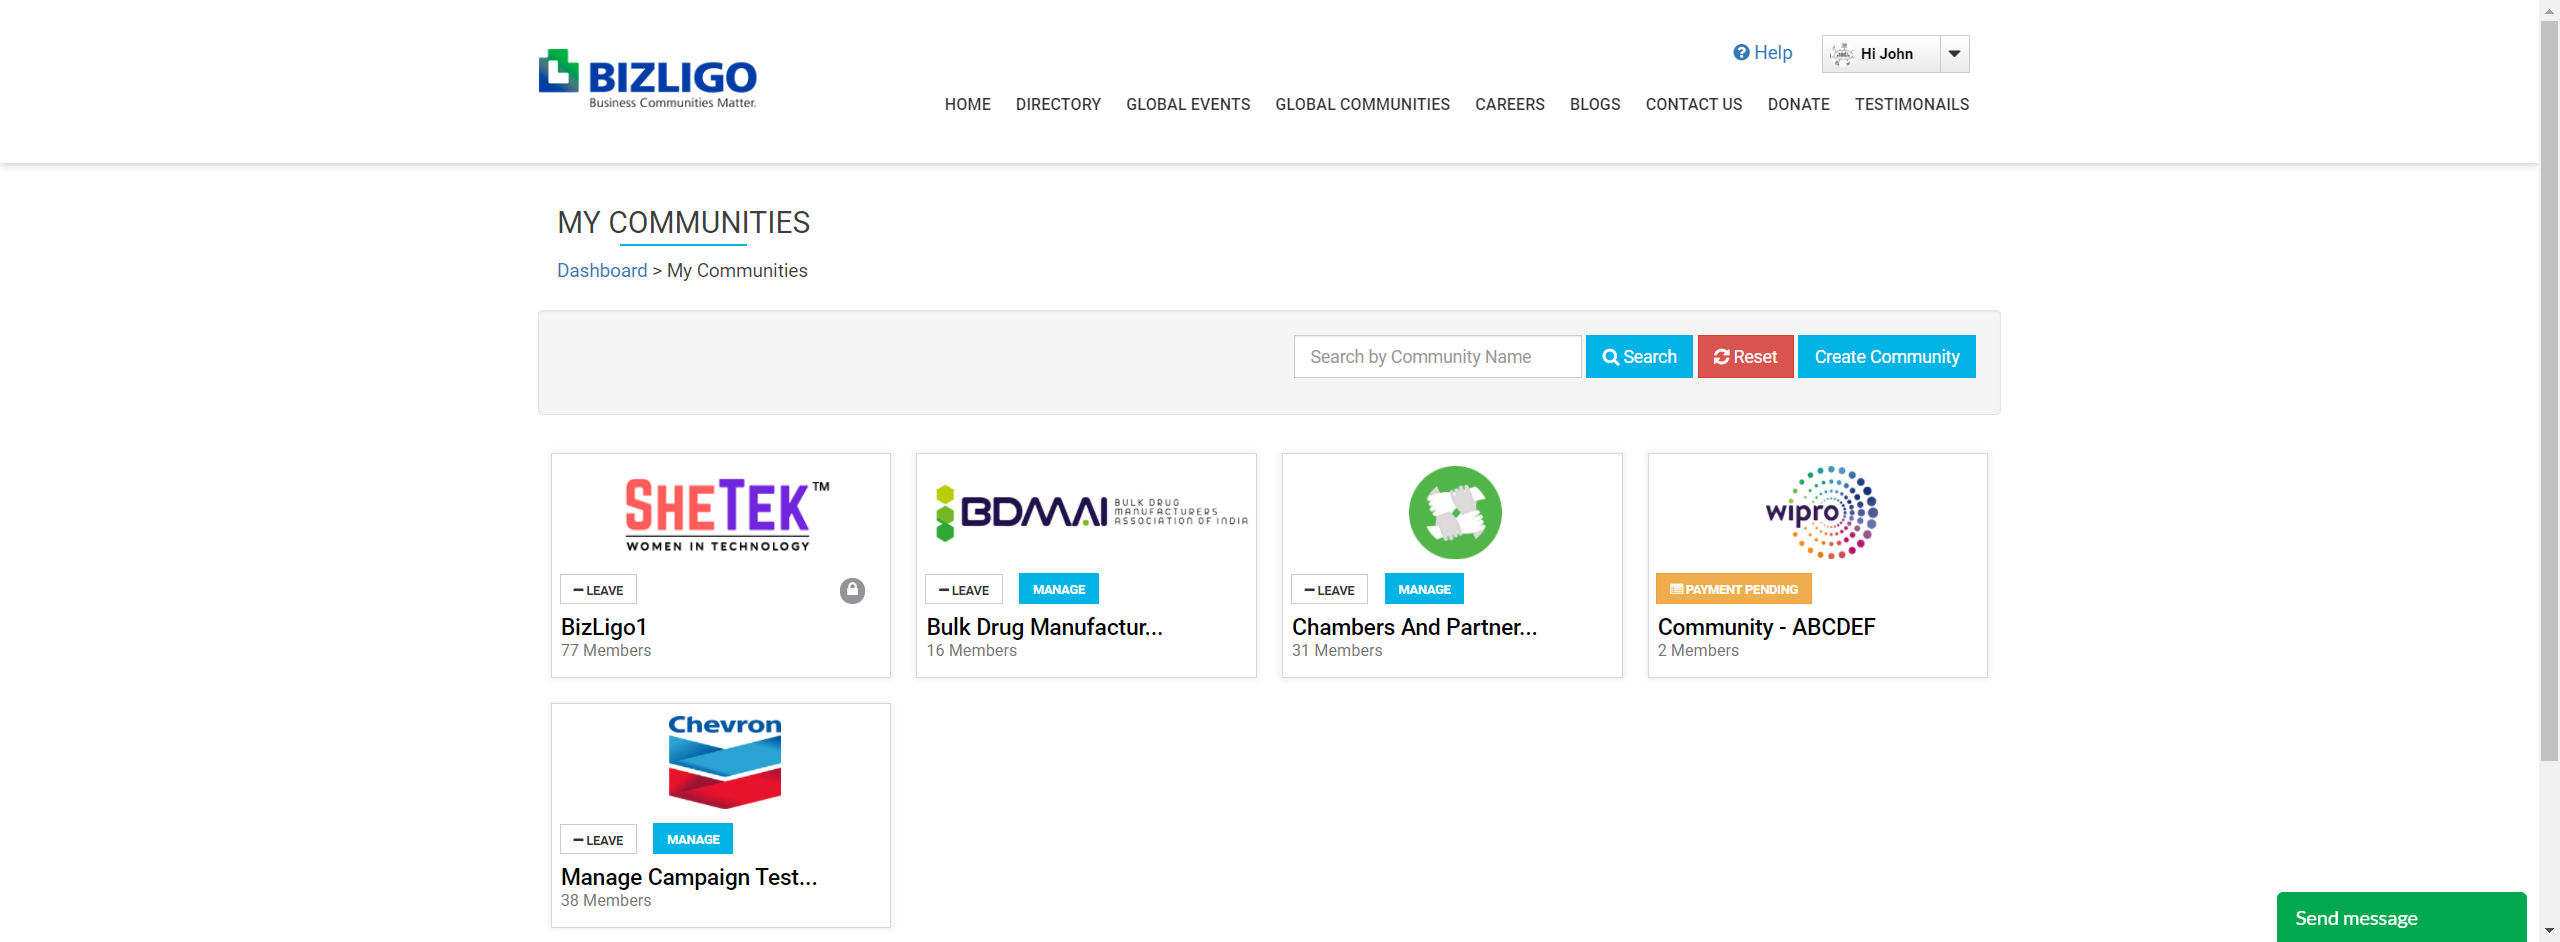 Help
Hi John
BIZLIGO
Business Communities Matter.
HOME DIRECTORY GLOBAL EVENTS GLOBAL COMMUNITIES CAREERS BLOGS CONTACT US DONATE TESTIMONAILS
MY COMMUNITIES
Dashboard > My Communities
Search by Community Name Search Reset Create Community
SHETEK™
WOMEN IN TECHNOLOGY
LEAVE
BizLigo1
77 Members
BDMAI BULK DRUG
MANUFACTURERS
ASSOCIATION OF INDIA
LEAVE MANAGE
Bulk Drug Manufactur...
16 Members
LEAVE MANAGE
Chambers And Partner...
31 Members
wipro
PAYMENT PENDING
Community - ABCDEF
2 Members
Chevron
LEAVE MANAGE
Manage Campaign Test...
38 Members
Send message